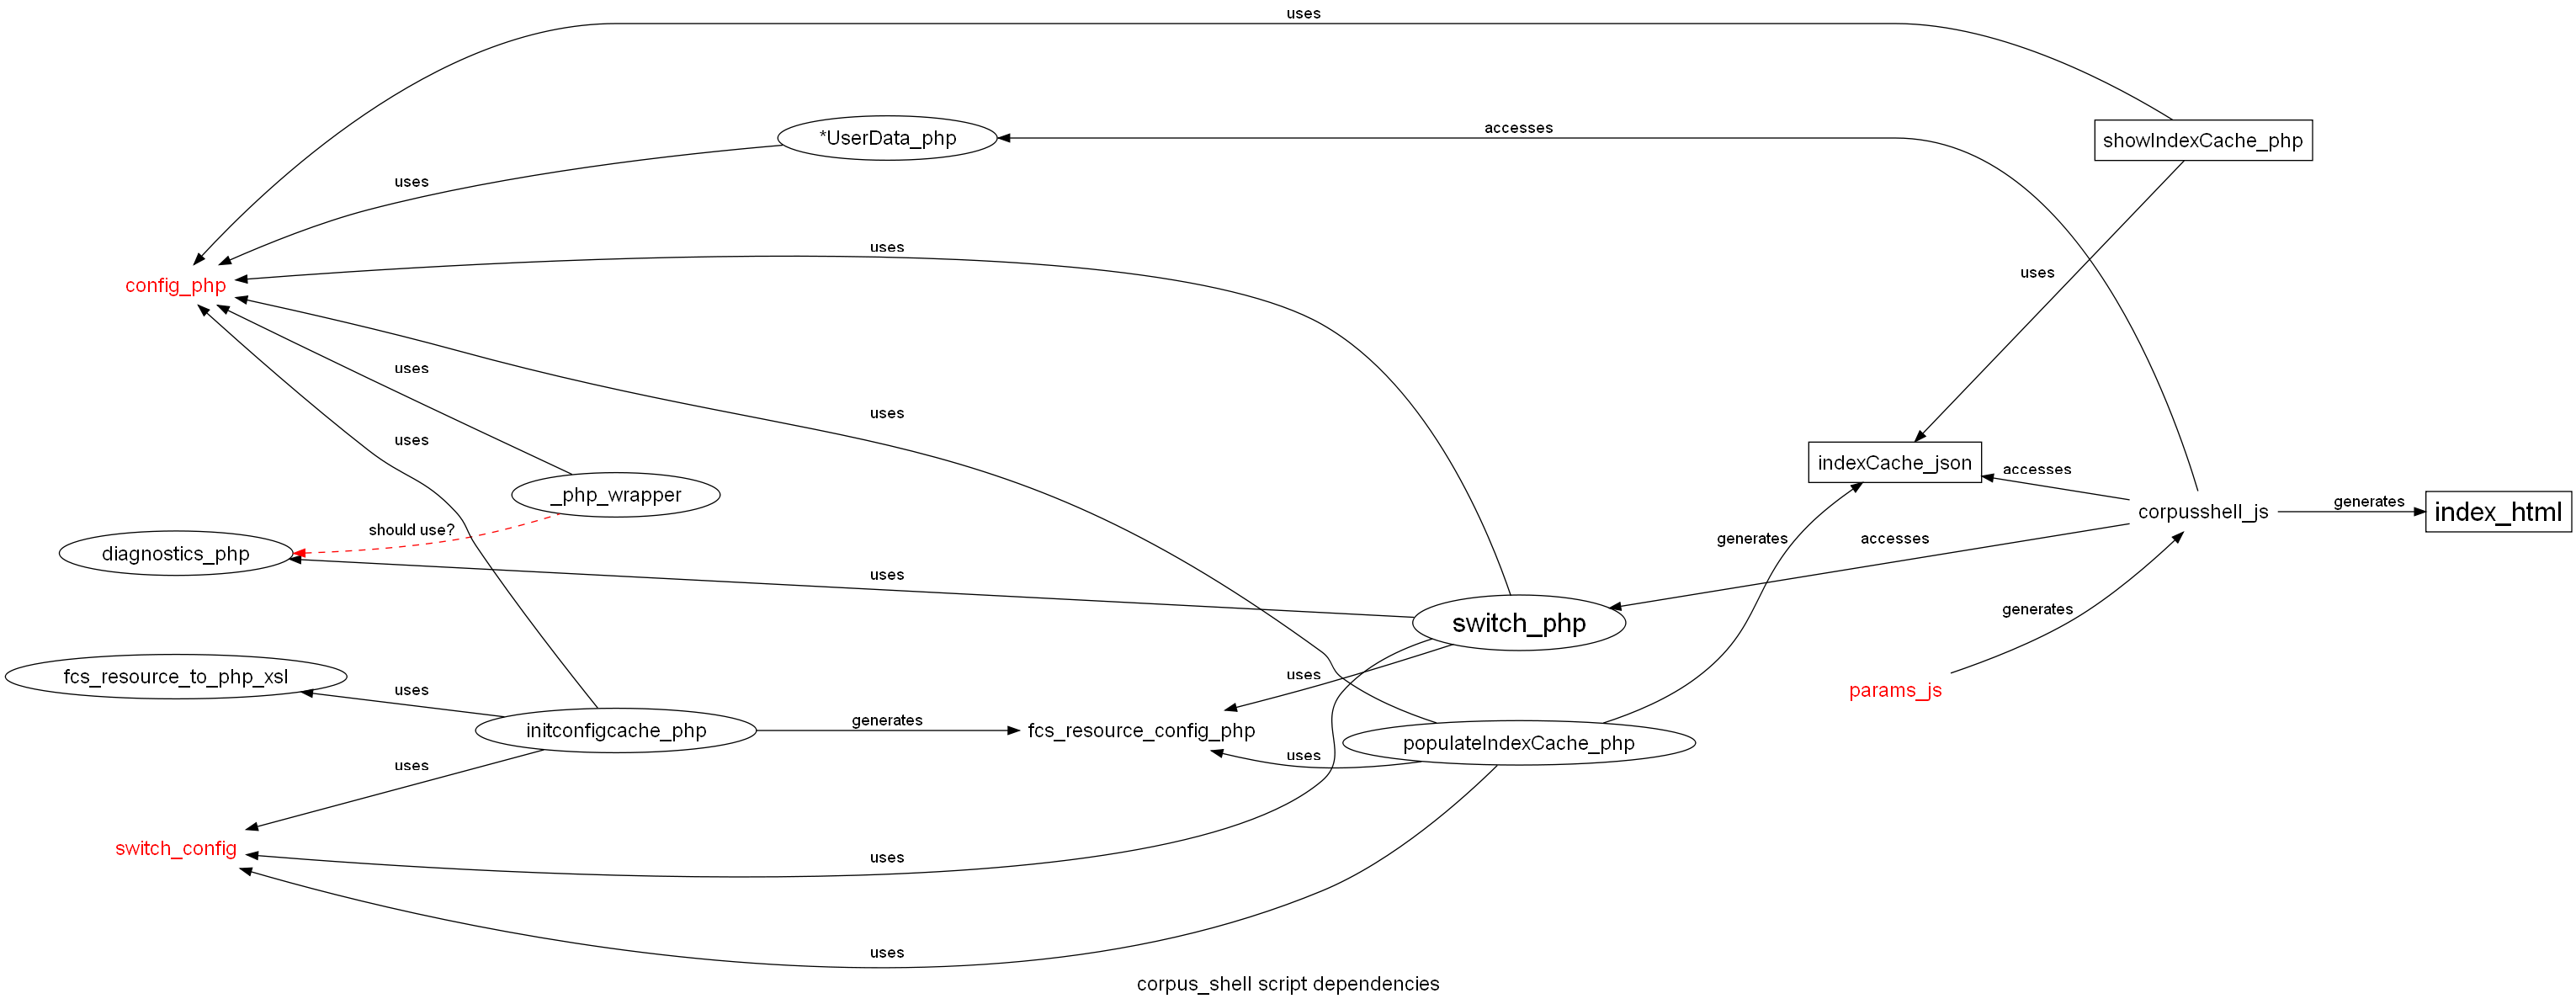 uses
accesses
*UserData_php
showIndexCache_php
uses
uses
uses
config_php
uses
uses
uses
indexCache_json
accesses
_php_wrapper
generates
corpusshell_js
index_html
should use?
generates
accesses
diagnostics_php
uses
generates
switch_php
fcs_resource_to_php_xsl
uses
uses
params_js
initconfigcache_php
generates
fcs_resource_config_php
populateIndexCache_php
uses
uses
switch_config
uses
uses
corpus_shell script dependencies